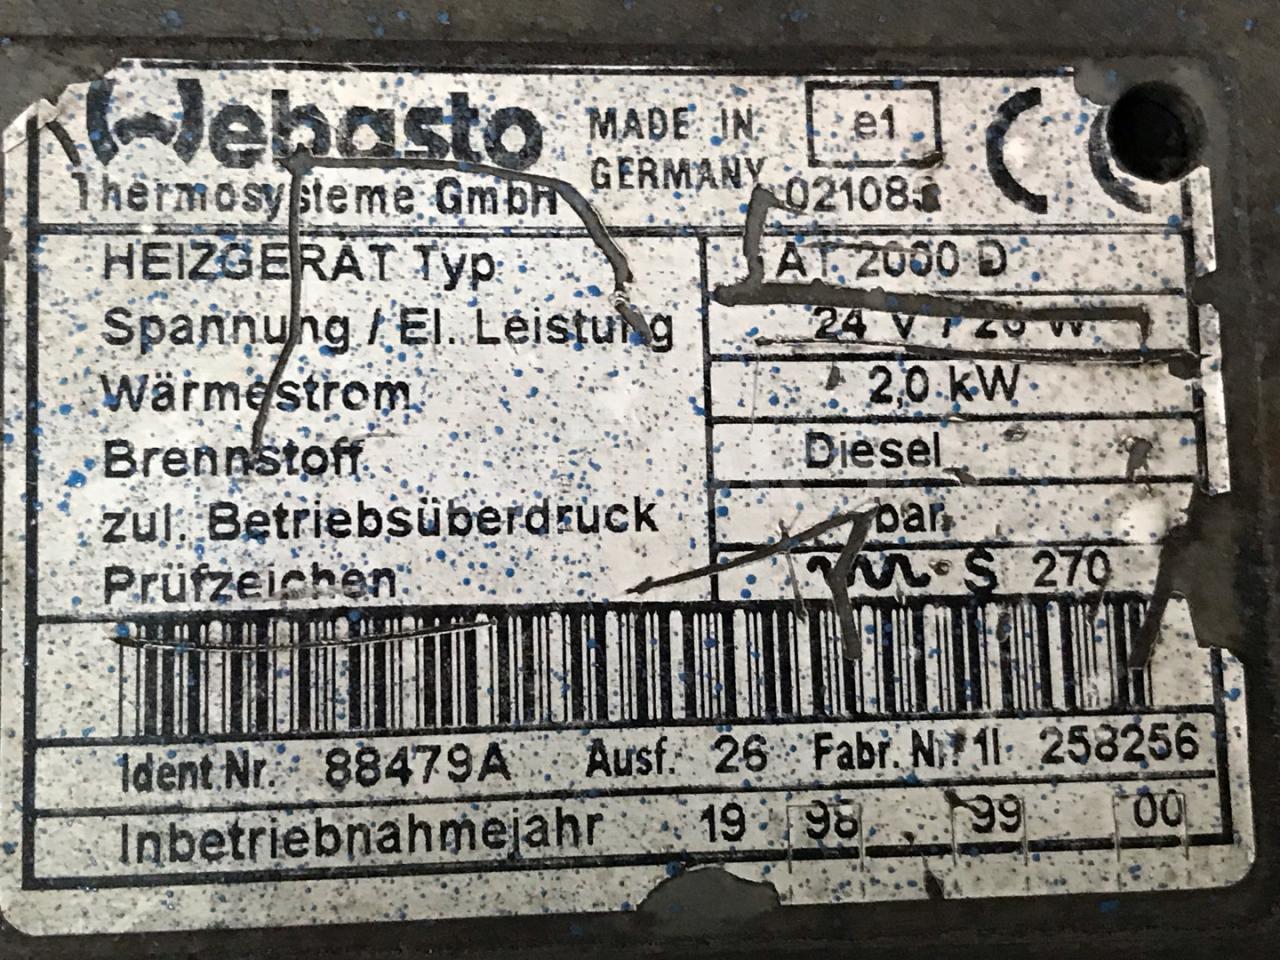 Webasto
Thermosysteme GmbH
MADE IN
GERMANY
e1
CE
HEIZGERÄT Typ AT 2000 D
Spannung / El. Leistung 24 V /
Wärmestrom 2,0 kW
Brennstoff Diesel
zul. Betriebsüberdruck bar
Prüfzeichen S 270
Ident.Nr. 88479A Ausf. 26 Fabr. Nr. 258256
Inbetriebnahmejahr 19 98 99 00